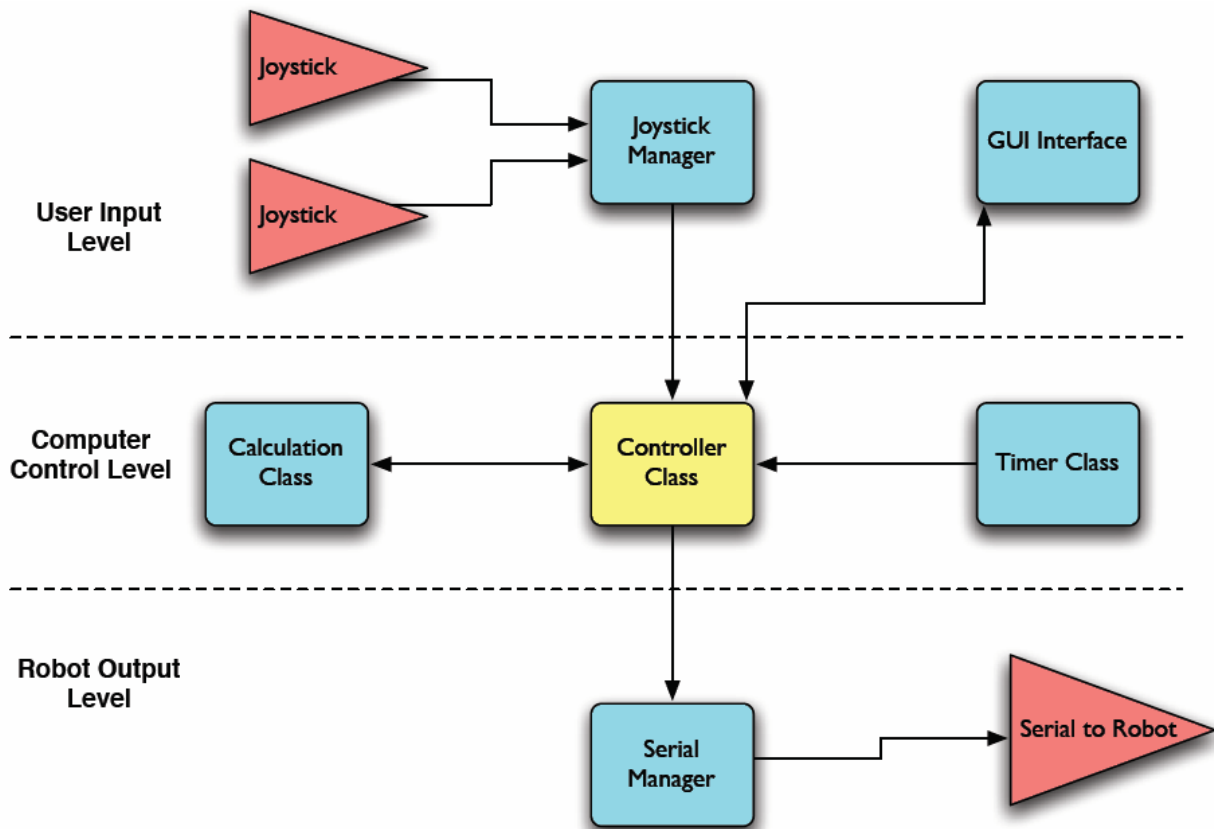 Joystick
Joystick
Manager
GUI Interface
Joystick
User Input
Level
Computer
Control Level
Calculation
Class
Controller
Class
Timer Class
Robot Output
Level
Serial
Manager
Serial to Robot